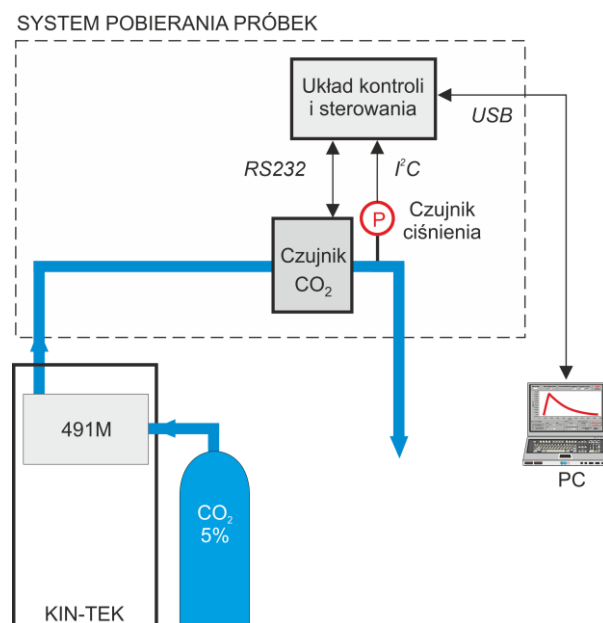 SYSTEM POBIERANIA PRÓBEK
Układ kontroli
i sterowania
USB
RS232
I²C
P
Czujnik
ciśnienia
Czujnik
CO₂
491M
CO₂
5%
PC
KIN-TEK